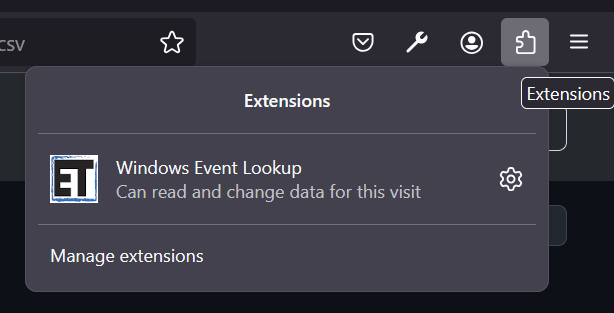 csv
Extensions
Extensions
ET
Windows Event Lookup
Can read and change data for this visit
Manage extensions